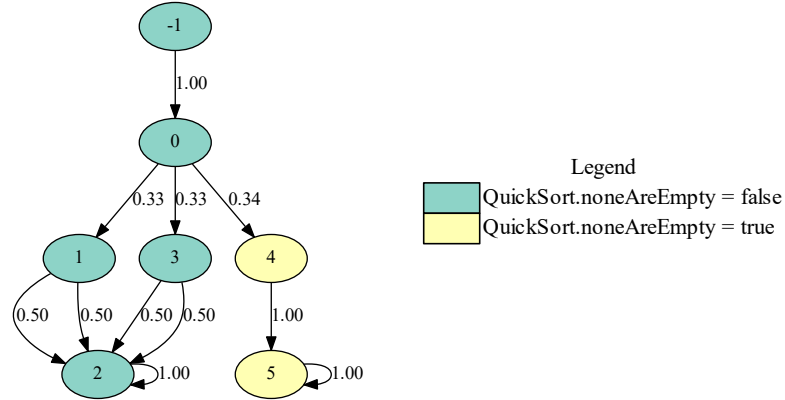 -1
1.00
0
0.33 0.33 0.34
Legend
QuickSort.noneAreEmpty = false
QuickSort.noneAreEmpty = true
1 3 4
0.50 0.50 0.50 0.50 1.00
2 1.00 5 1.00